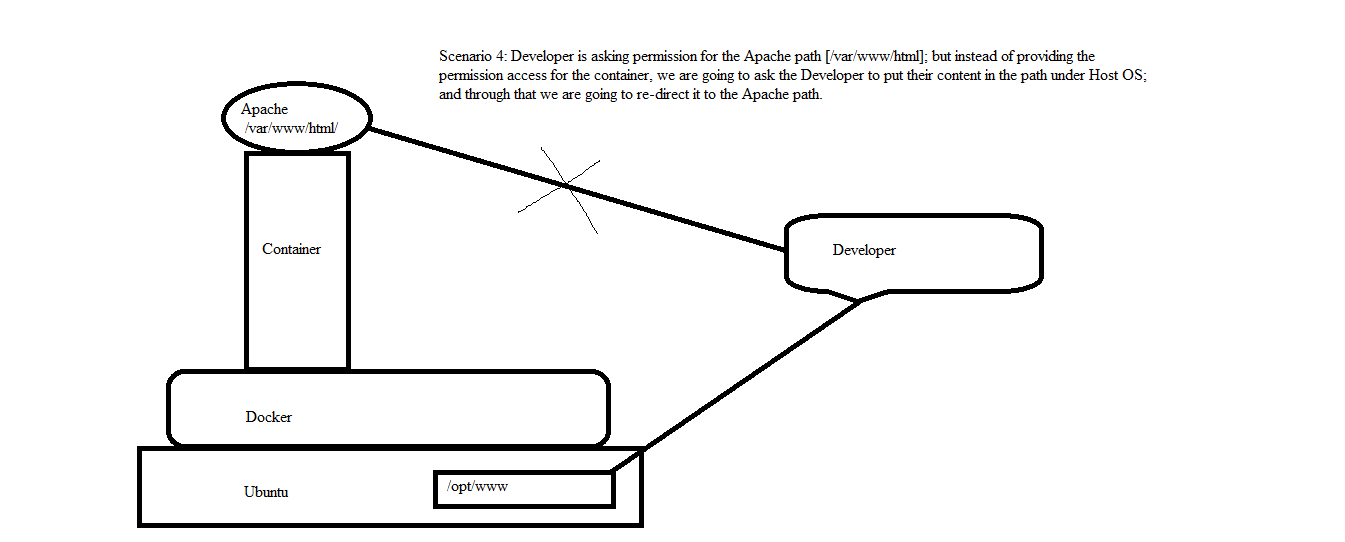 Scenario 4: Developer is asking permission for the Apache path [/var/www/html]; but instead of providing the
permission access for the container, we are going to ask the Developer to put their content in the path under Host OS;
and through that we are going to re-direct it to the Apache path.
Apache
/var/www/html/
Container
Developer
Docker
Ubuntu
/opt/www